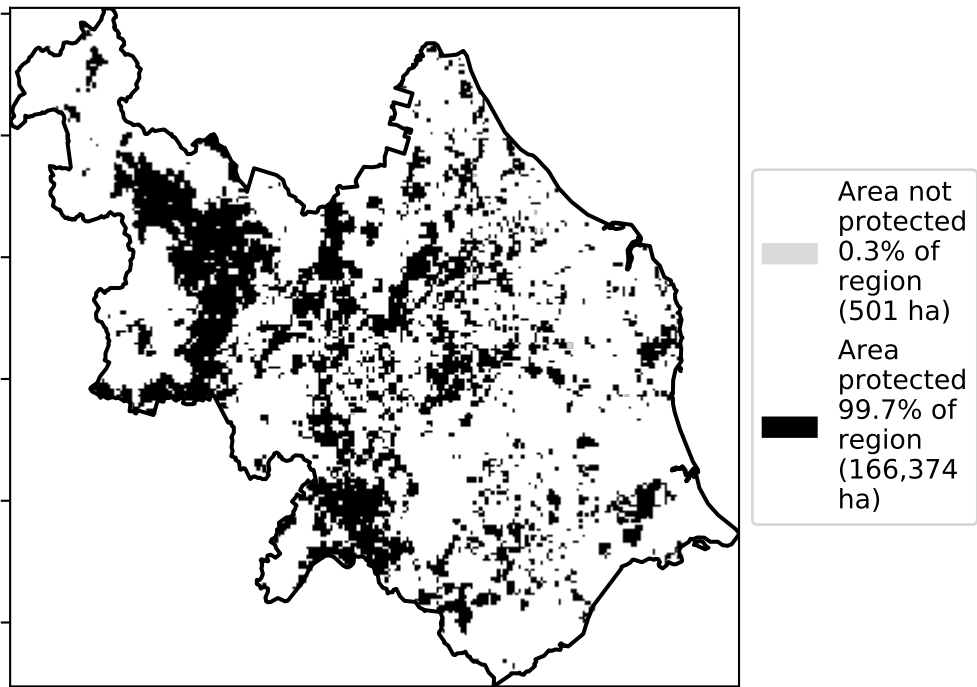 Area not
protected
0.3% of
region
(501 ha)
Area
protected
99.7% of
region
(166,374
ha)